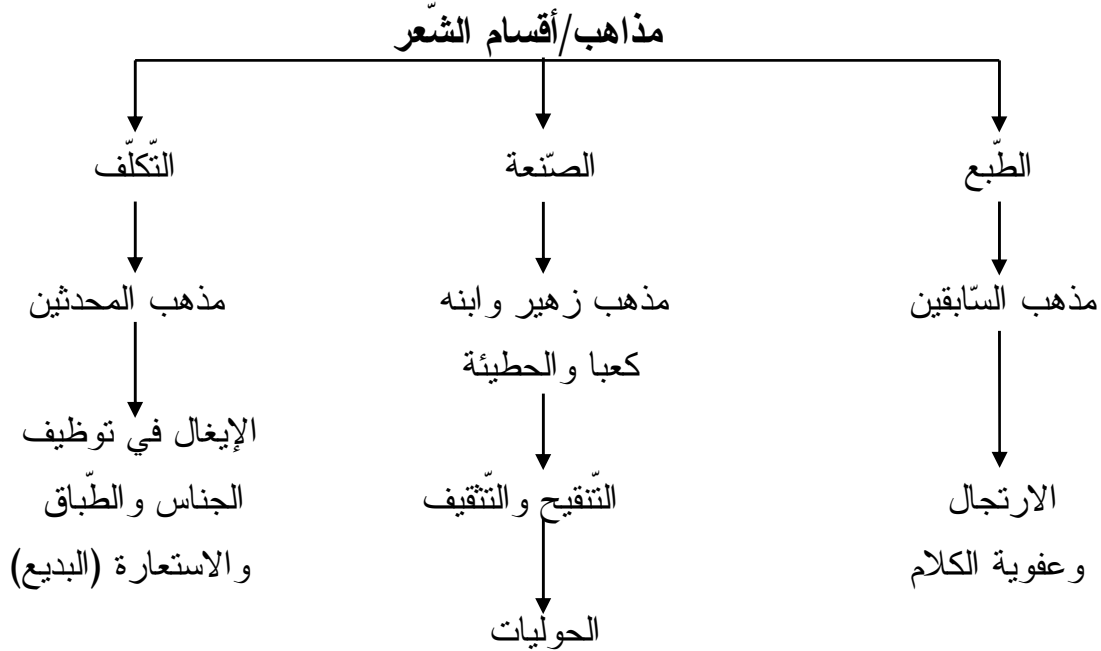 مذاهب/أقسام الشّعر
الطّبع
الصّنعة
التّكلّف
مذهب السّابقين
مذهب زهير وابنه
كعبا والحطيئة
مذهب المحدثين
الارتجال
وعفوية الكلام
التّنقيح والتّثقيف
الحوليات
الإيغال في توظيف
الجناس والطّباق
والاستعارة (البديع)